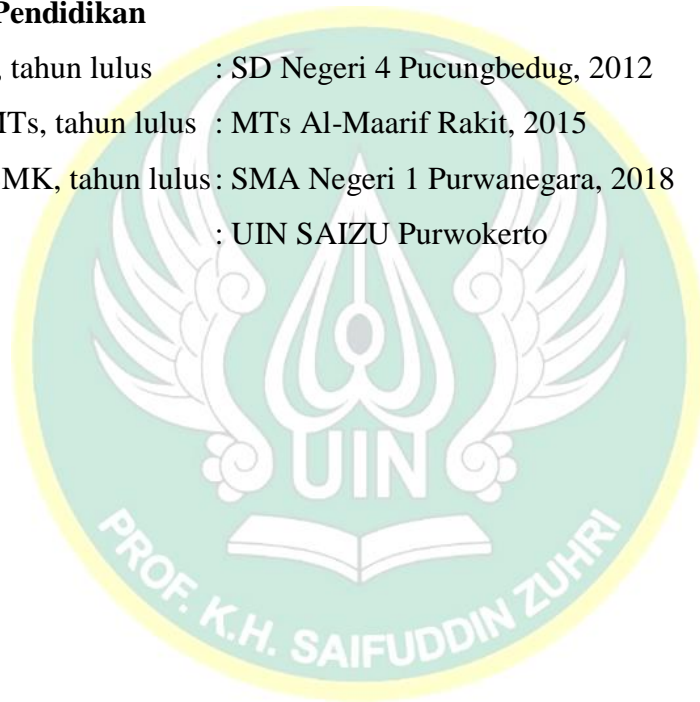 Pendidikan
, tahun lulus : SD Negeri 4 Pucungbedug, 2012
MTs, tahun lulus : MTs Al-Maarif Rakit, 2015
MK, tahun lulus : SMA Negeri 1 Purwanegara, 2018
: UIN SAIZU Purwokerto
UIN
PROF. K.H. SAIFUDDIN ZUHRI